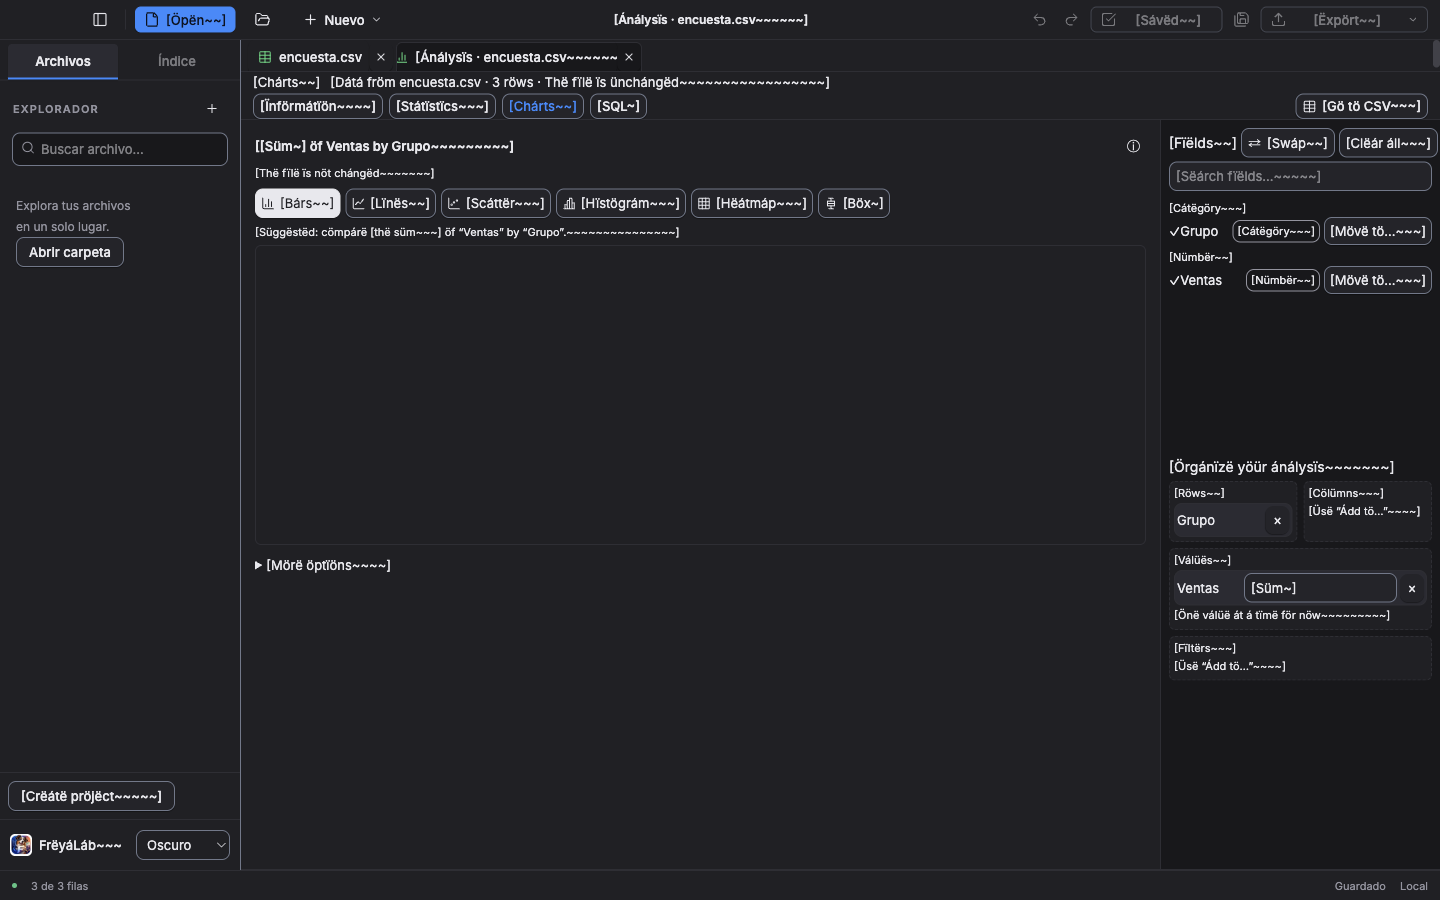 [Öpën~~]
Nuevo
[Ánálysïs · encuesta.csv~~~~~~]
[Sávëd~~]
[Ëxpört~~]
Archivos
Índice
encuesta.csv
[Ánálysïs · encuesta.csv~~~~~~
[Chárts~~] [Dátá fröm encuesta.csv · 3 röws · Thë fïlë ïs ünchángëd~~~~~~~~~~~~~~~~]
[Ïnförmátïön~~~~]
[Státïstïcs~~~]
[Chárts~~]
[SQL~]
[Gö tö CSV~~~]
EXPLORADOR
Buscar archivo...
Explora tus archivos
en un solo lugar.
Abrir carpeta
[[Süm~] öf Ventas by Grupo~~~~~~~~~]
[Thë fïlë ïs nöt chángëd~~~~~~~]
[Bárs~~]
[Lïnës~~]
[Scáttër~~~]
[Hïstögrám~~~]
[Hëátmáp~~~]
[Böx~]
[Süggëstëd: cömpárë [thë süm~~~] öf “Ventas” by “Grupo”.~~~~~~~~~~~~~~~]
[Mörë öptïöns~~~~]
[Fïëlds~~]
[Swáp~~]
[Clëár áll~~~]
[Sëárch fïëlds...~~~~~]
[Cátëgöry~~~]
Grupo
[Cátëgöry~~~]
[Mövë tö...~~~]
[Nümbër~~]
Ventas
[Nümbër~~]
[Mövë tö...~~~]
[Örgánïzë yöür ánálysïs~~~~~~~]
[Röws~~]
Grupo
[Cölümns~~~]
[Üsë “Ádd tö...”~~~~]
[Válüës~~]
Ventas
[Süm~]
[Önë válüë át á tïmë för nöw~~~~~~~~~]
[Fïltërs~~~]
[Üsë “Ádd tö...”~~~~]
[Crëátë pröjëct~~~~~]
FrëyáLáb~~~
Oscuro
3 de 3 filas
Guardado
Local